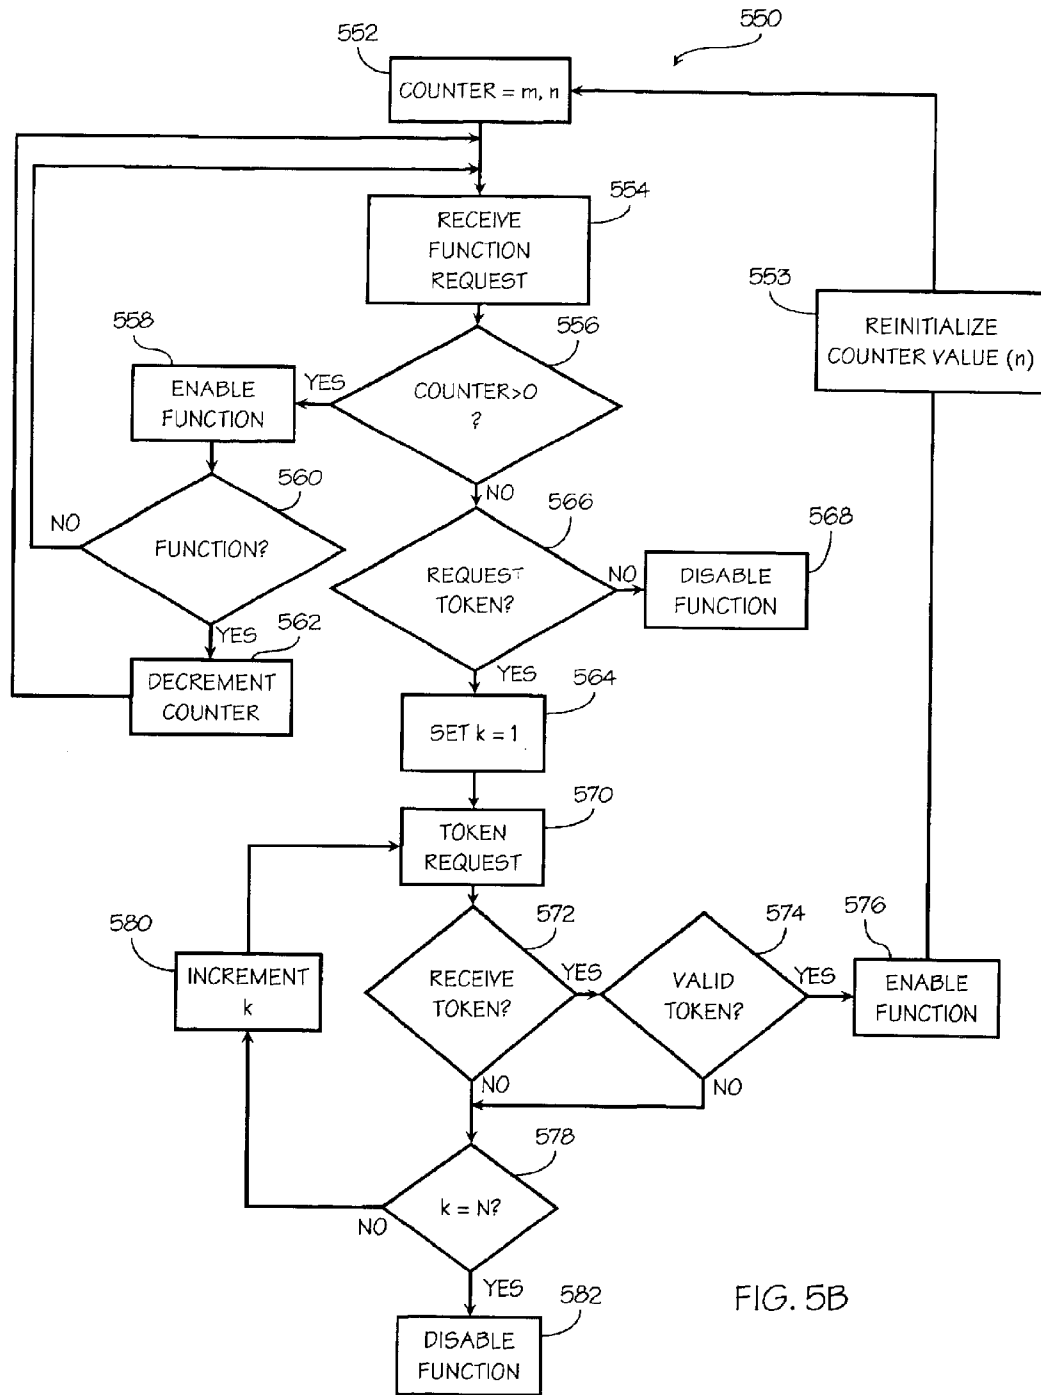 550
552
COUNTER = m, n
554
RECEIVE
FUNCTION
REQUEST
553
REINITIALIZE
COUNTER VALUE (n)
556
COUNTER>0
?
YES
NO
558
ENABLE
FUNCTION
560
FUNCTION?
NO
YES
562
DECREMENT
COUNTER
566
REQUEST
TOKEN?
NO
YES
568
DISABLE
FUNCTION
564
SET k = 1
570
TOKEN
REQUEST
572
RECEIVE
TOKEN?
YES
NO
574
VALID
TOKEN?
YES
NO
576
ENABLE
FUNCTION
580
INCREMENT
k
578
k = N?
NO
YES
582
DISABLE
FUNCTION
FIG. 5B